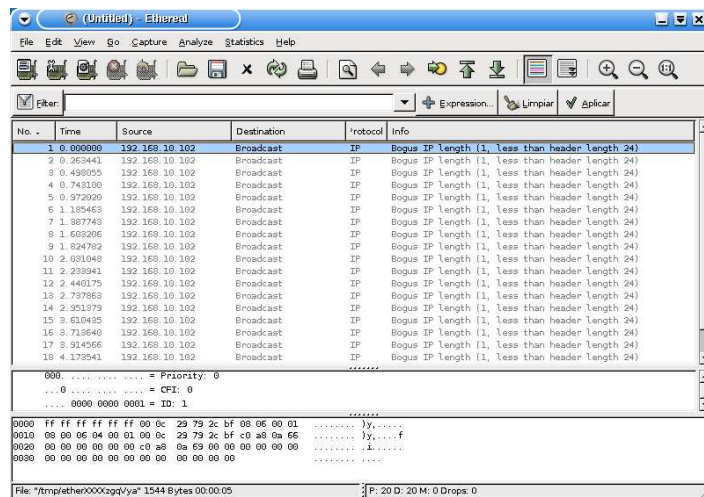 (Untitled) - Ethereal
File Edit View Go Capture Analyze Statistics Help
Filter: Expression... Limpiar Aplicar
No. . Time Source Destination Protocol Info
1 0.000000 192.168.10.102 Broadcast IP Bogus IP length (1, less than header length 24)
2 0.263441 192.168.10.102 Broadcast IP Bogus IP length (1, less than header length 24)
3 0.498055 192.168.10.102 Broadcast IP Bogus IP length (1, less than header length 24)
4 0.743100 192.168.10.102 Broadcast IP Bogus IP length (1, less than header length 24)
5 0.972020 192.168.10.102 Broadcast IP Bogus IP length (1, less than header length 24)
6 1.185463 192.168.10.102 Broadcast IP Bogus IP length (1, less than header length 24)
7 1.387743 192.168.10.102 Broadcast IP Bogus IP length (1, less than header length 24)
8 1.603206 192.168.10.102 Broadcast IP Bogus IP length (1, less than header length 24)
9 1.824782 192.168.10.102 Broadcast IP Bogus IP length (1, less than header length 24)
10 2.031048 192.168.10.102 Broadcast IP Bogus IP length (1, less than header length 24)
11 2.233941 192.168.10.102 Broadcast IP Bogus IP length (1, less than header length 24)
12 2.440175 192.168.10.102 Broadcast IP Bogus IP length (1, less than header length 24)
13 2.737863 192.168.10.102 Broadcast IP Bogus IP length (1, less than header length 24)
14 2.951379 192.168.10.102 Broadcast IP Bogus IP length (1, less than header length 24)
15 3.610435 192.168.10.102 Broadcast IP Bogus IP length (1, less than header length 24)
16 3.713640 192.168.10.102 Broadcast IP Bogus IP length (1, less than header length 24)
17 3.914566 192.168.10.102 Broadcast IP Bogus IP length (1, less than header length 24)
18 4.173541 192.168.10.102 Broadcast IP Bogus IP length (1, less than header length 24)
000. .... .... .... = Priority: 0
...0 .... .... .... = CFI: 0
.... 0000 0000 0001 = ID: 1
0000 ff ff ff ff ff ff 00 0c 29 79 2c bf 08 06 00 01 ........ )y,.....
0010 08 00 06 04 00 01 00 0c 29 79 2c bf c0 a8 0a 66 ........ )y,....f
0020 00 00 00 00 00 00 c0 a8 0a 69 00 00 00 00 00 00 ........ .i......
0030 00 00 00 00 00 00 00 00 00 00 00 00 ........ ....
File: "/tmp/etherXXXXzgqVya" 1544 Bytes 00:00:05 P: 20 D: 20 M: 0 Drops: 0